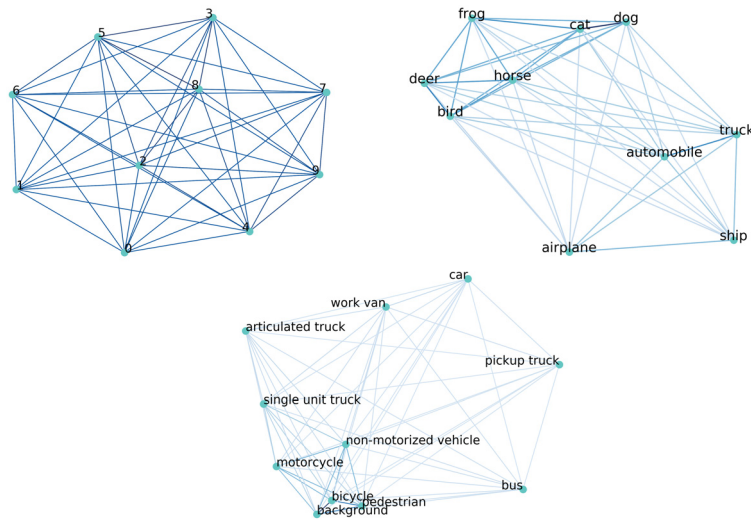 3
5
8
6
7
2
9
1
4
0
frog
dog
cat
deer
horse
bird
truck
automobile
airplane
ship
car
work van
articulated truck
pickup truck
single unit truck
non-motorized vehicle
motorcycle
bus
bicycle
pedestrian
background